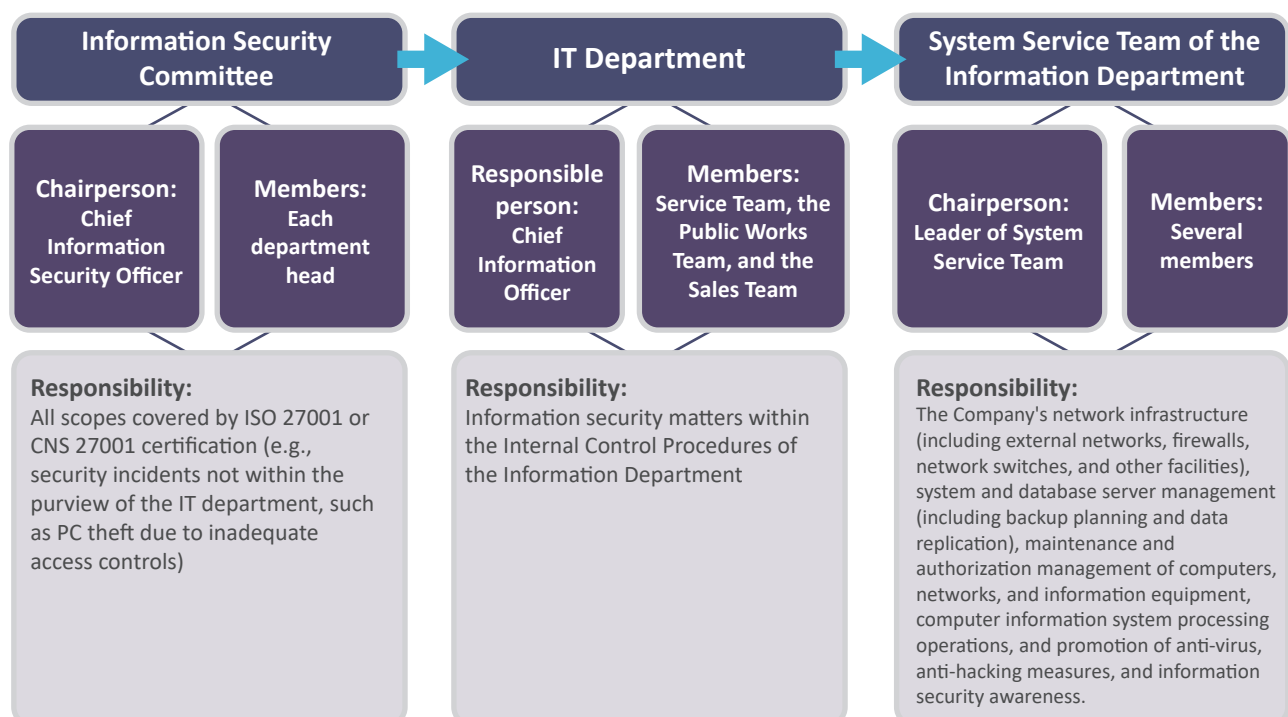 Information Security
Committee
IT Department
System Service Team of the
Information Department
Chairperson:
Chief
Information
Security Officer
Members:
Each
department
head
Responsible
person:
Chief
Information
Officer
Members:
Service Team, the
Public Works
Team, and the
Sales Team
Chairperson:
Leader of System
Service Team
Members:
Several
members
Responsibility:
All scopes covered by ISO 27001 or
CNS 27001 certification (e.g.,
security incidents not within the
purview of the IT department, such
as PC theft due to inadequate
access controls)
Responsibility:
Information security matters within
the Internal Control Procedures of
the Information Department
Responsibility:
The Company's network infrastructure
(including external networks, firewalls,
network switches, and other facilities),
system and database server management
(including backup planning and data
replication), maintenance and
authorization management of computers,
networks, and information equipment,
computer information system processing
operations, and promotion of anti-virus,
anti-hacking measures, and information
security awareness.